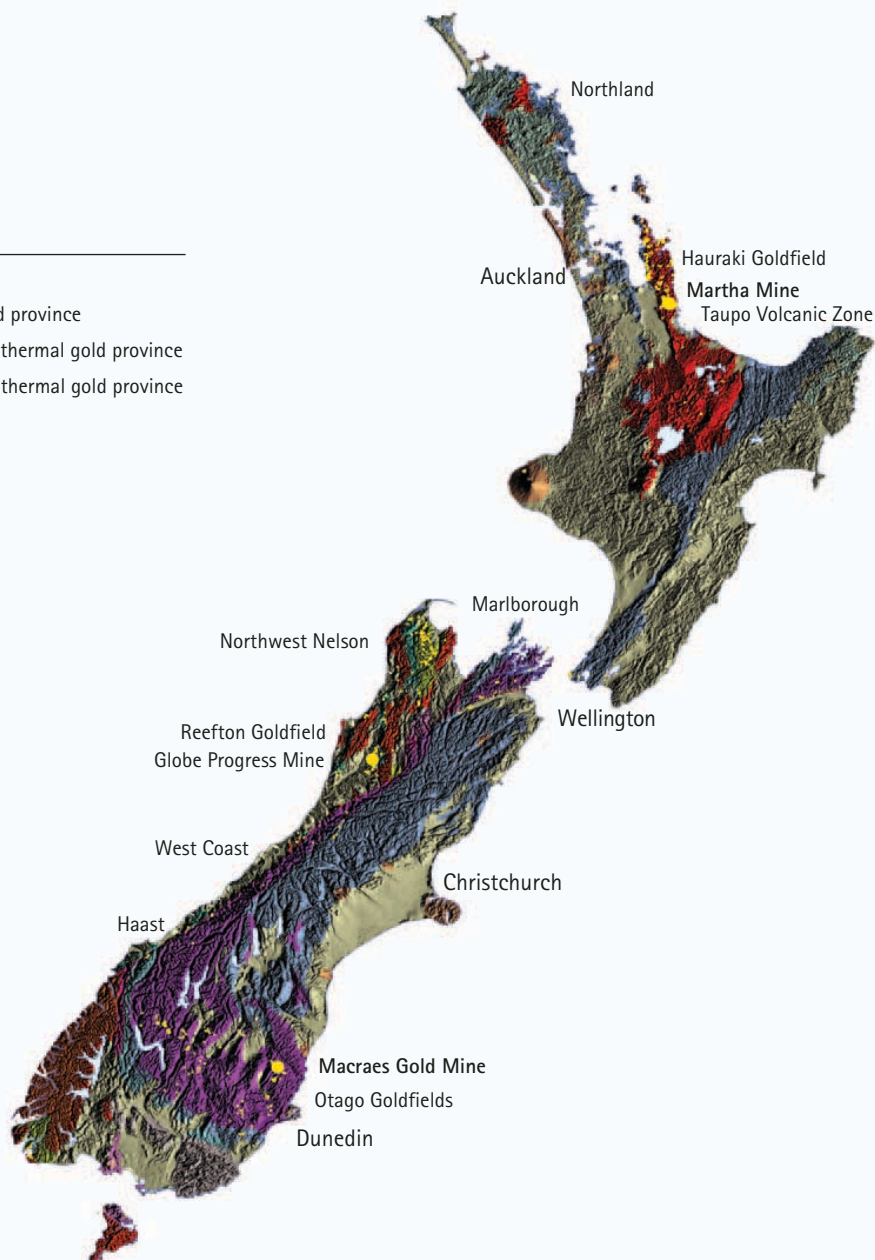 Northland
Hauraki Goldfield
Auckland
Martha Mine
Taupo Volcanic Zone
province
thermal gold province
thermal gold province
Marlborough
Northwest Nelson
Wellington
Reefton Goldfield
Globe Progress Mine
West Coast
Christchurch
Haast
Macraes Gold Mine
Otago Goldfields
Dunedin